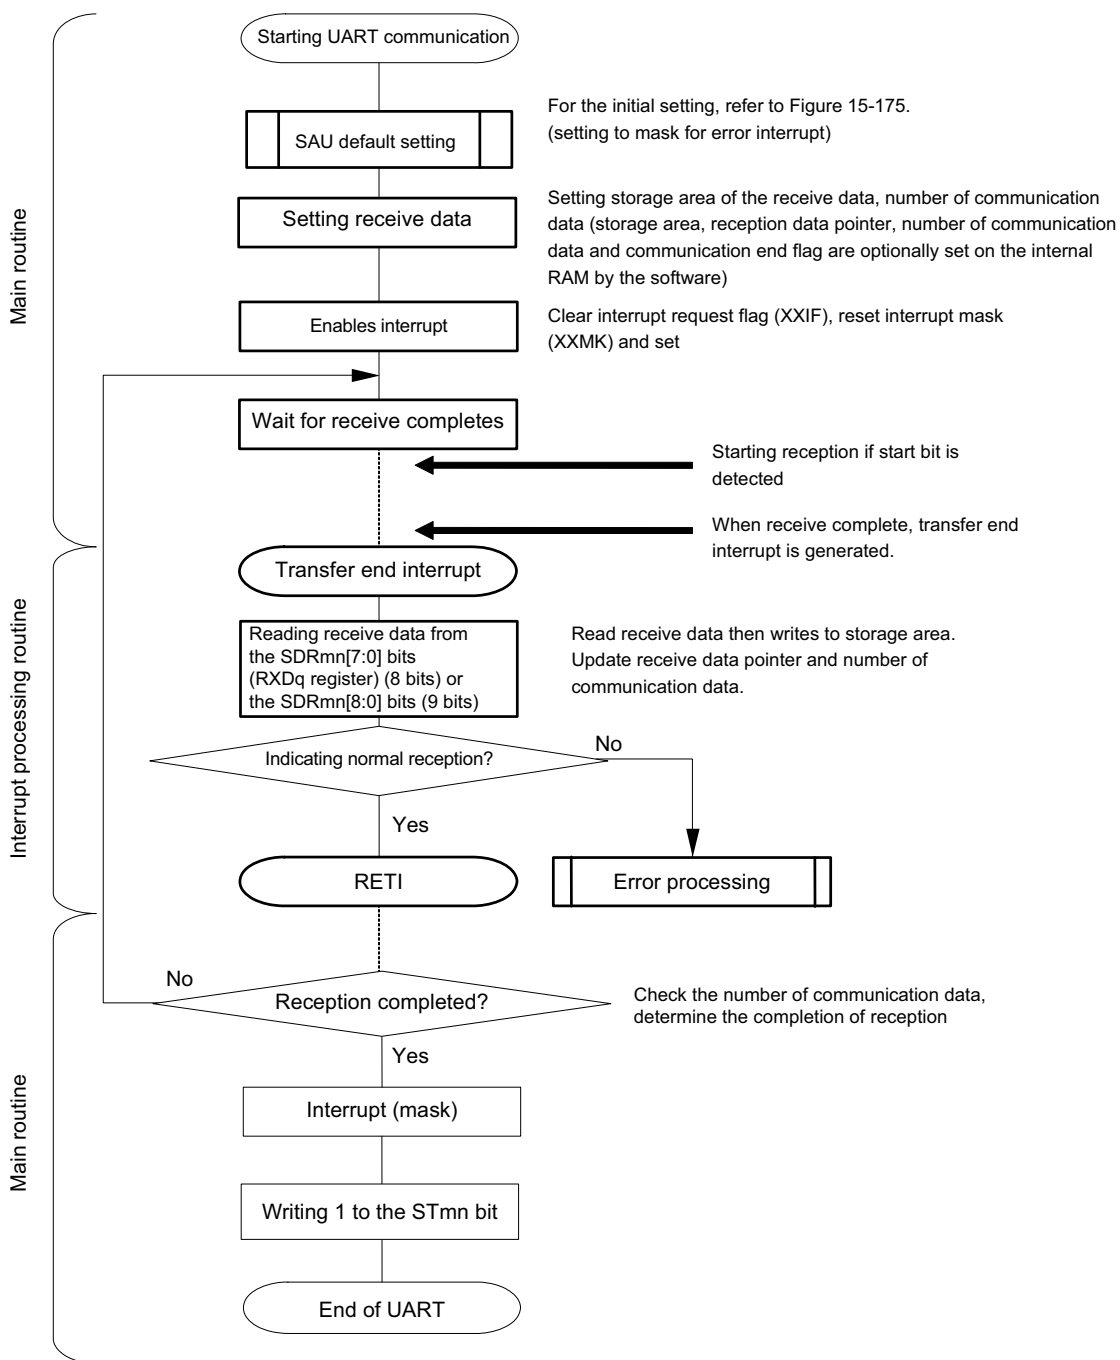 Starting UART communication
For the initial setting, refer to Figure 15-175.
(setting to mask for error interrupt)
SAU default setting
Setting storage area of the receive data, number of communication
data (storage area, reception data pointer, number of communication
data and communication end flag are optionally set on the internal
RAM by the software)
Setting receive data
Main routine
Enables interrupt
Clear interrupt request flag (XXIF), reset interrupt mask
(XXMK) and set
Wait for receive completes
Starting reception if start bit is
detected
When receive complete, transfer end
interrupt is generated.
Transfer end interrupt
Interrupt processing routine
Reading receive data from
the SDRmn[7:0] bits
(RXDq register) (8 bits) or
the SDRmn[8:0] bits (9 bits)
Read receive data then writes to storage area.
Update receive data pointer and number of
communication data.
Indicating normal reception?
No
Yes
RETI
Error processing
No
Reception completed?
Check the number of communication data,
determine the completion of reception
Yes
Main routine
Interrupt (mask)
Writing 1 to the STmn bit
End of UART